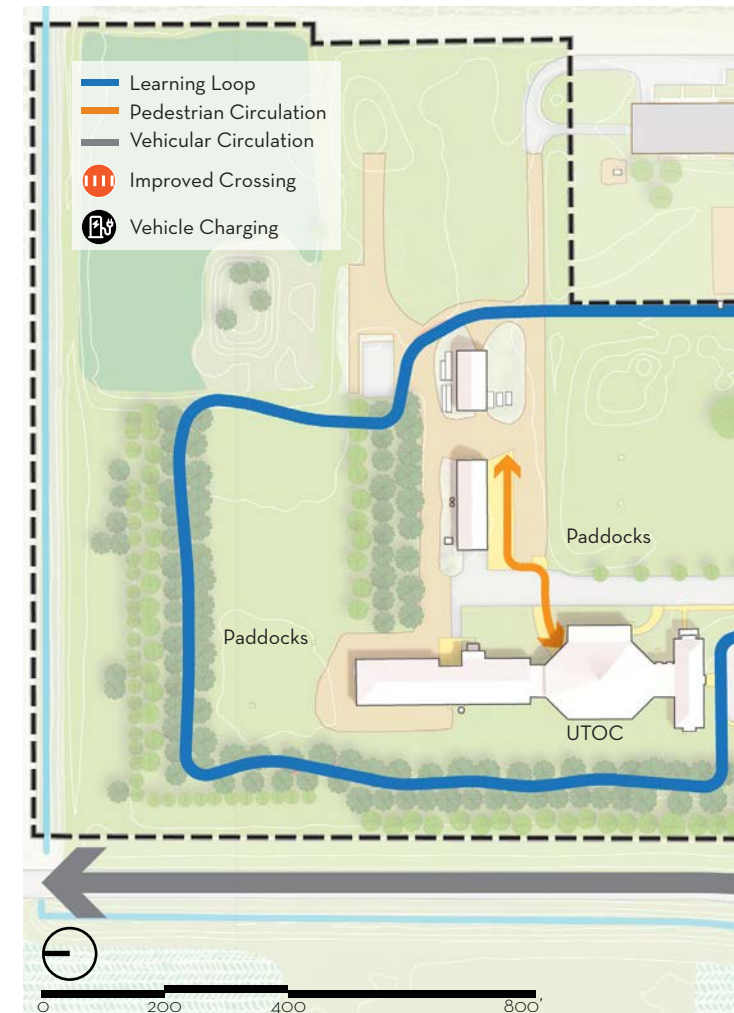 Learning Loop
Pedestrian Circulation
Vehicular Circulation
Improved Crossing
Vehicle Charging
Paddocks
Paddocks
UTOC
0 200 400 800'